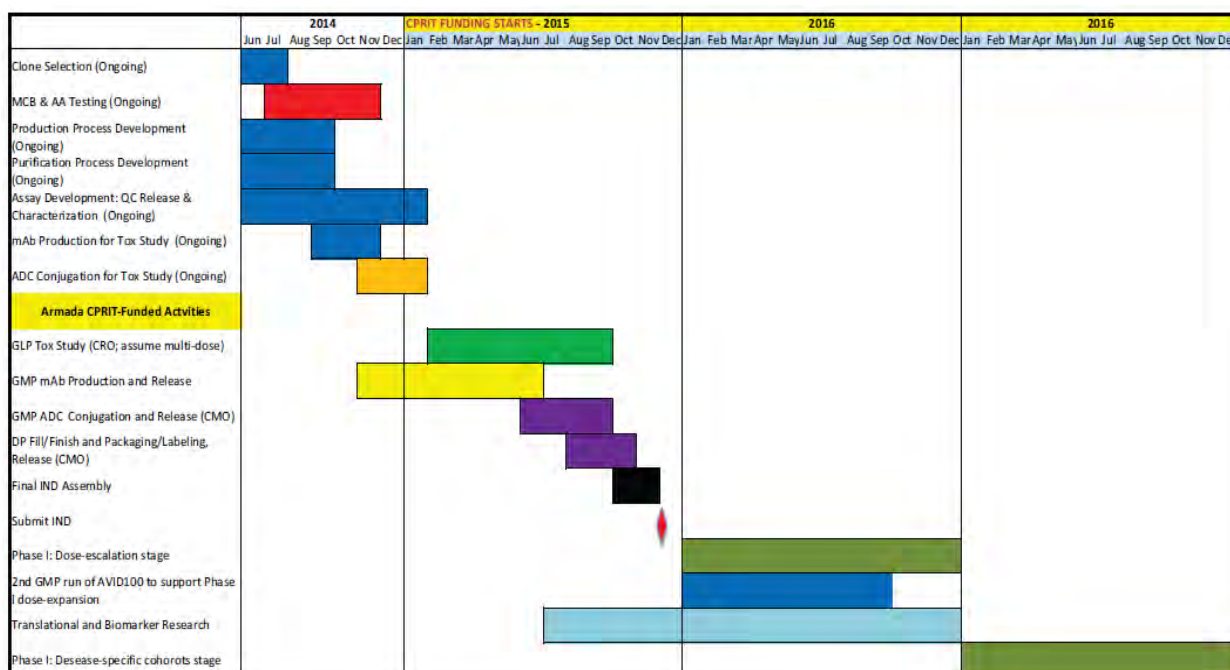 2014 CPRIT FUNDING STARTS - 2015 2016 2016
Jun Jul Aug Sep Oct Nov Dec Jan Feb Mar Apr May Jun Jul Aug Sep Oct Nov Dec Jan Feb Mar Apr May Jun Jul Aug Sep Oct Nov Dec Jan Feb Mar Apr May Jun Jul Aug Sep Oct Nov De
Clone Selection (Ongoing)
MCB & AA Testing (Ongoing)
Production Process Development
(Ongoing)
Purification Process Development
(Ongoing)
Assay Development: QC Release &
Characterization (Ongoing)
mAb Production for Tox Study (Ongoing)
ADC Conjugation for Tox Study (Ongoing)
Armada CPRIT-Funded Actvities
GLP Tox Study (CRO; assume multi-dose)
GMP mAb Production and Release
GMP ADC Conjugation and Release (CMO)
DP Fill/Finish and Packaging/Labeling,
Release (CMO)
Final IND Assembly
Submit IND
Phase I: Dose-escalation stage
2nd GMP run of AVID100 to support Phase
I dose-expansion
Translational and Biomarker Research
Phase I: Desease-specific cohorots stage